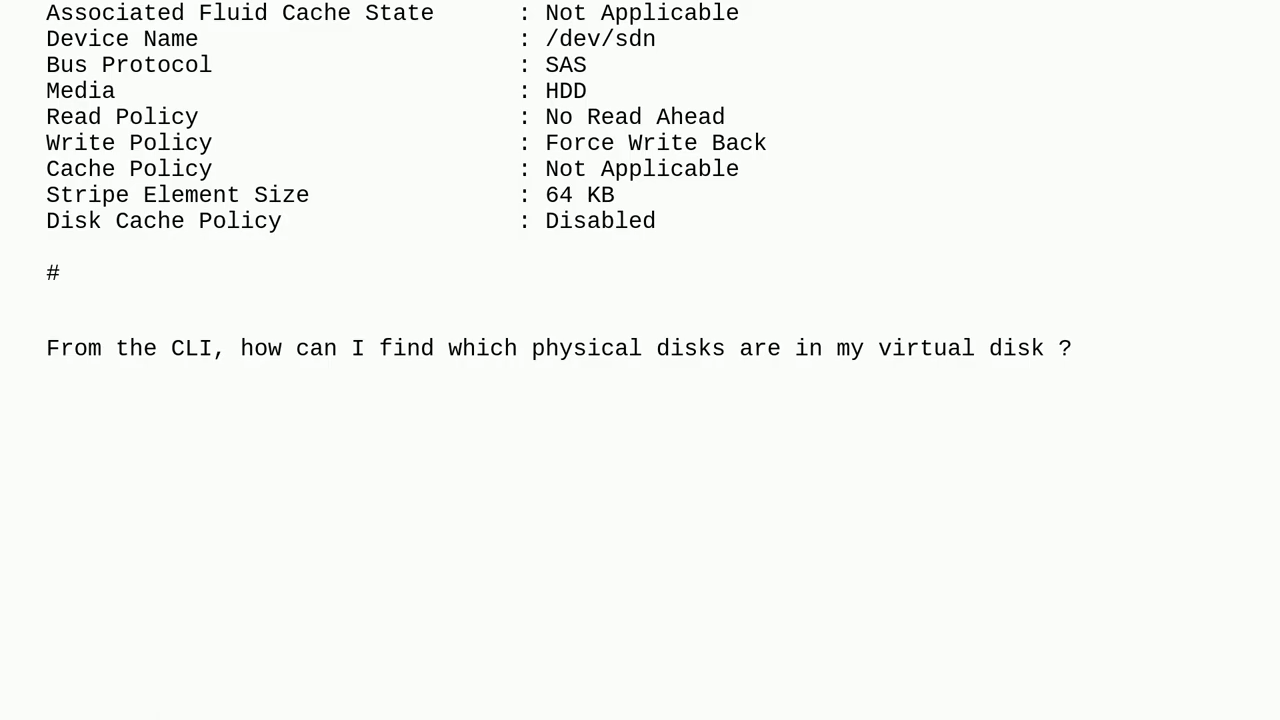 Associated Fluid Cache State      : Not Applicable
Device Name                       : /dev/sdn
Bus Protocol                      : SAS
Media                             : HDD
Read Policy                       : No Read Ahead
Write Policy                      : Force Write Back
Cache Policy                      : Not Applicable
Stripe Element Size               : 64 KB
Disk Cache Policy                 : Disabled
#
From the CLI, how can I find which physical disks are in my virtual disk ?